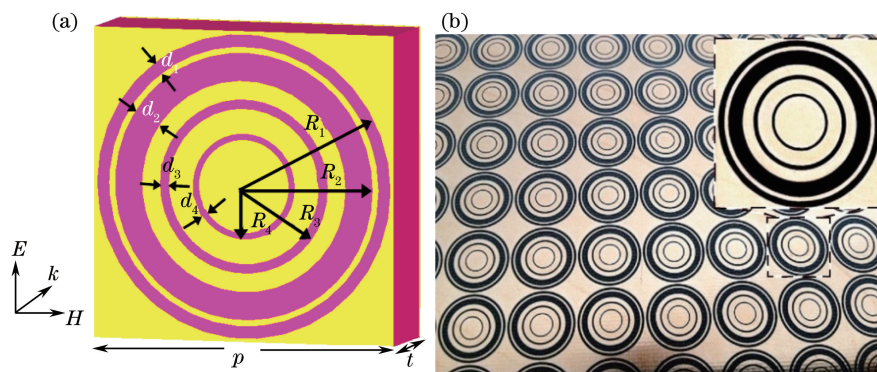 (a)
(b)
d₁
d₂
R₁
d₃
R₂
d₄
R₃
R₄
E
k
H
p
t